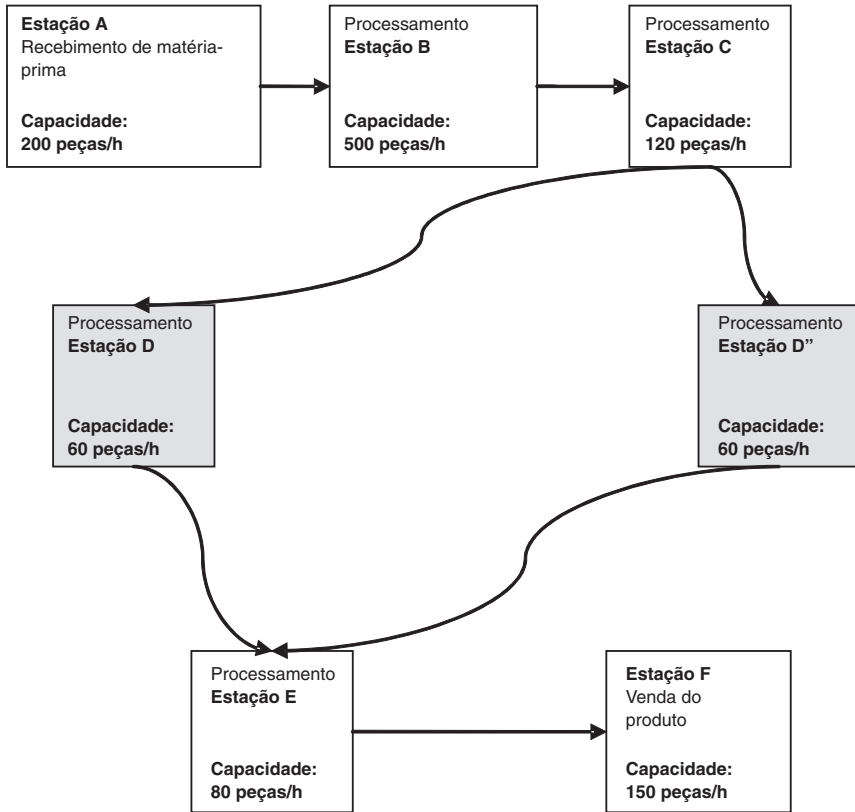 Estação A
Recebimento de matéria-
prima
Capacidade:
200 peças/h
Processamento
Estação B
Capacidade:
500 peças/h
Processamento
Estação C
Capacidade:
120 peças/h
Processamento
Estação D
Capacidade:
60 peças/h
Processamento
Estação D”
Capacidade:
60 peças/h
Processamento
Estação E
Capacidade:
80 peças/h
Estação F
Venda do
produto
Capacidade:
150 peças/h